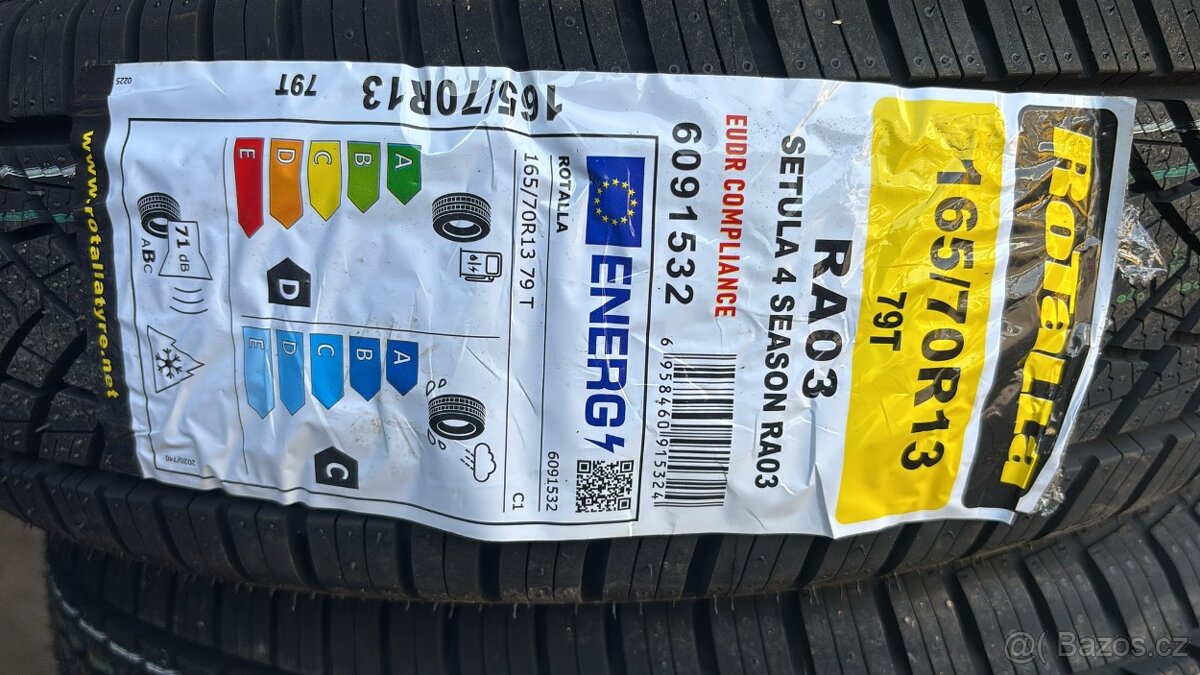 Rotalla
165/70R13
79T
RA03
SETULA 4 SEASON RA03
EUDR COMPLIANCE
6091532
6 958460 915324
ENERG
ROTALLA
6091532
165/70R13 79 T
C1
A
B
C
D
E
D
A
B
C
D
E
C
71 dB
ABC
2020/740
165/70R13
79T
0225
www.rotallatyre.net
@( Bazos.cz